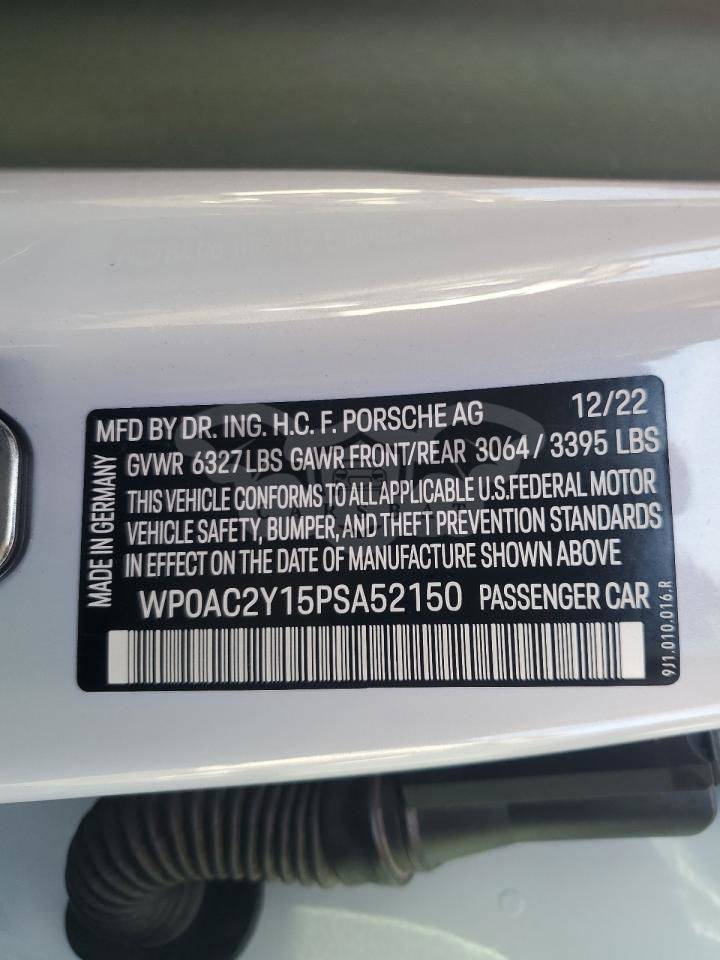 MFD BY DR. ING. H.C. F. PORSCHE AG 12/22
GVWR 6327 LBS GAWR FRONT/REAR 3064 / 3395 LBS
THIS VEHICLE CONFORMS TO ALL APPLICABLE U.S.FEDERAL MOTOR
VEHICLE SAFETY, BUMPER, AND THEFT PREVENTION STANDARDS
IN EFFECT ON THE DATE OF MANUFACTURE SHOWN ABOVE
WP0AC2Y15PSA52150 PASSENGER CAR
MADE IN GERMANY
9J1.010.016.R